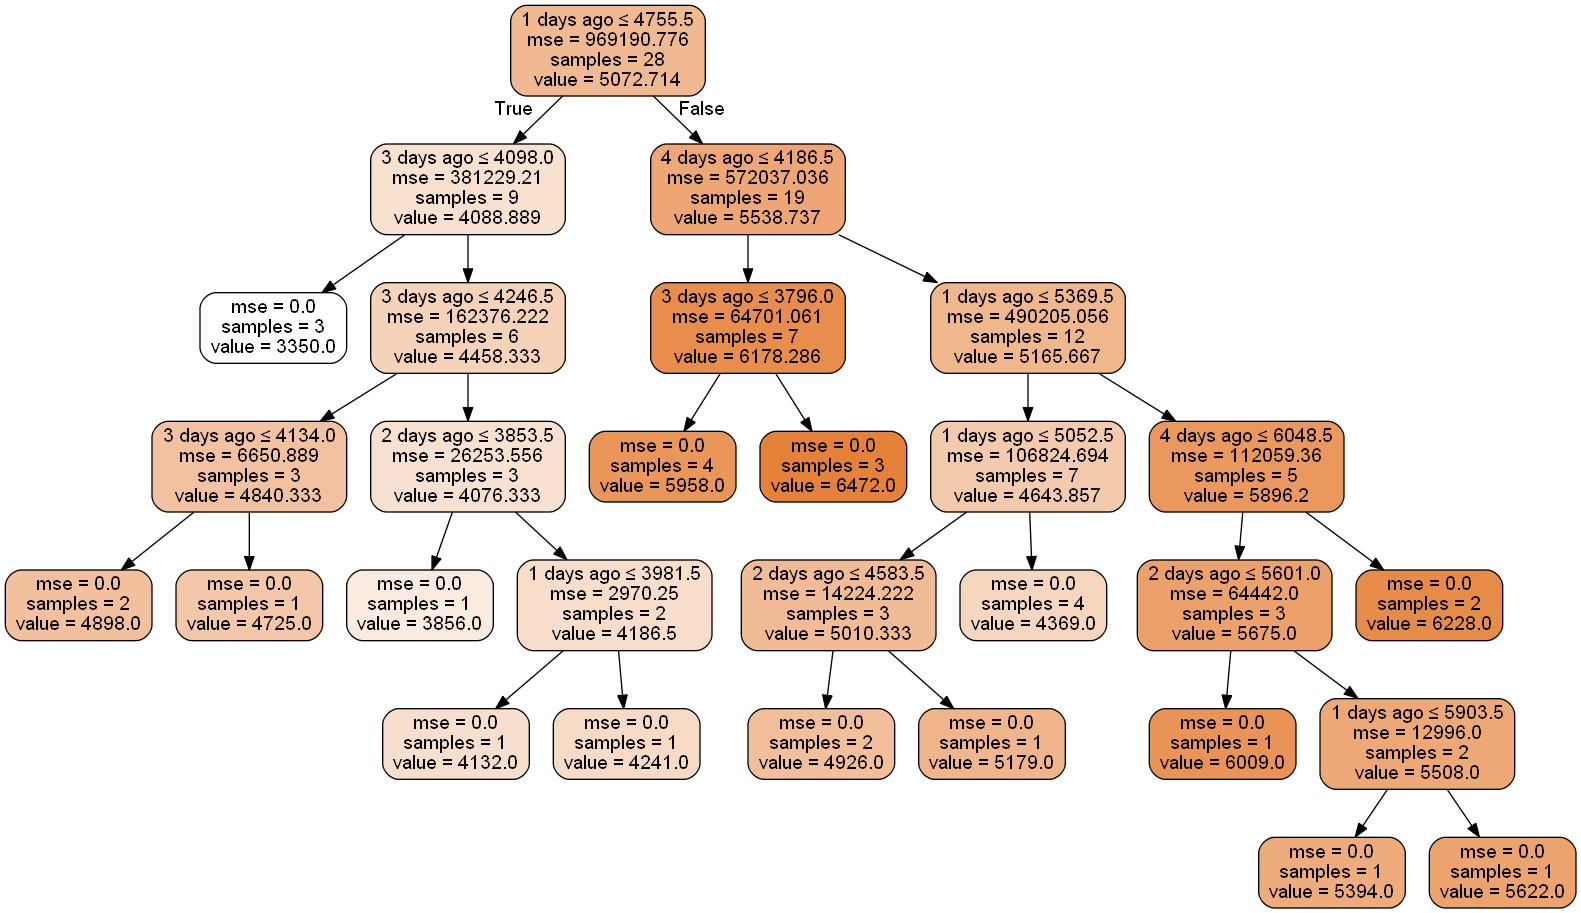 1 days ago ≤ 4755.5
mse = 969190.776
samples = 28
value = 5072.714
True
False
3 days ago ≤ 4098.0
mse = 381229.21
samples = 9
value = 4088.889
4 days ago ≤ 4186.5
mse = 572037.036
samples = 19
value = 5538.737
mse = 0.0
samples = 3
value = 3350.0
3 days ago ≤ 4246.5
mse = 162376.222
samples = 6
value = 4458.333
3 days ago ≤ 3796.0
mse = 64701.061
samples = 7
value = 6178.286
1 days ago ≤ 5369.5
mse = 490205.056
samples = 12
value = 5165.667
3 days ago ≤ 4134.0
mse = 6650.889
samples = 3
value = 4840.333
2 days ago ≤ 3853.5
mse = 26253.556
samples = 3
value = 4076.333
mse = 0.0
samples = 4
value = 5958.0
mse = 0.0
samples = 3
value = 6472.0
1 days ago ≤ 5052.5
mse = 106824.694
samples = 7
value = 4643.857
4 days ago ≤ 6048.5
mse = 112059.36
samples = 5
value = 5896.2
mse = 0.0
samples = 2
value = 4898.0
mse = 0.0
samples = 1
value = 4725.0
mse = 0.0
samples = 1
value = 3856.0
1 days ago ≤ 3981.5
mse = 2970.25
samples = 2
value = 4186.5
2 days ago ≤ 4583.5
mse = 14224.222
samples = 3
value = 5010.333
mse = 0.0
samples = 4
value = 4369.0
2 days ago ≤ 5601.0
mse = 64442.0
samples = 3
value = 5675.0
mse = 0.0
samples = 2
value = 6228.0
mse = 0.0
samples = 1
value = 4132.0
mse = 0.0
samples = 1
value = 4241.0
mse = 0.0
samples = 2
value = 4926.0
mse = 0.0
samples = 1
value = 5179.0
mse = 0.0
samples = 1
value = 6009.0
1 days ago ≤ 5903.5
mse = 12996.0
samples = 2
value = 5508.0
mse = 0.0
samples = 1
value = 5394.0
mse = 0.0
samples = 1
value = 5622.0